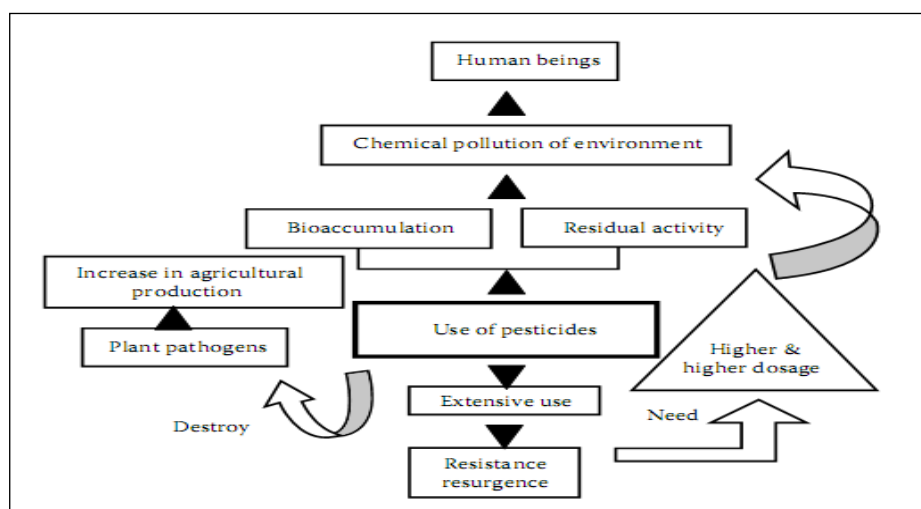 Human beings
Chemical pollution of environment
Bioaccumulation
Residual activity
Increase in agricultural
production
Plant pathogens
Use of pesticides
Higher &
higher dosage
Destroy
Extensive use
Need
Resistance
resurgence